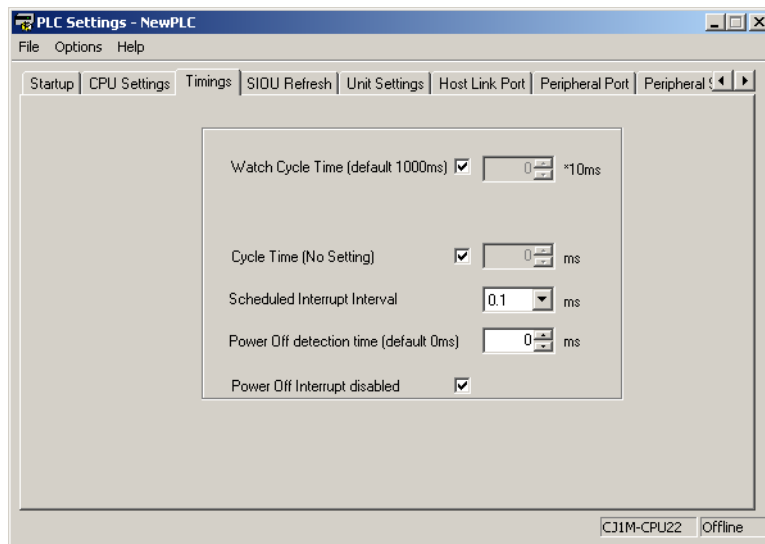 PLC Settings - NewPLC
File Options Help
Startup CPU Settings Timings SIOU Refresh Unit Settings Host Link Port Peripheral Port Peripheral
Watch Cycle Time (default 1000ms) 0 *10ms
Cycle Time (No Setting) 0 ms
Scheduled Interrupt Interval 0.1 ms
Power Off detection time (default 0ms) 0 ms
Power Off Interrupt disabled
CJ1M-CPU22 Offline